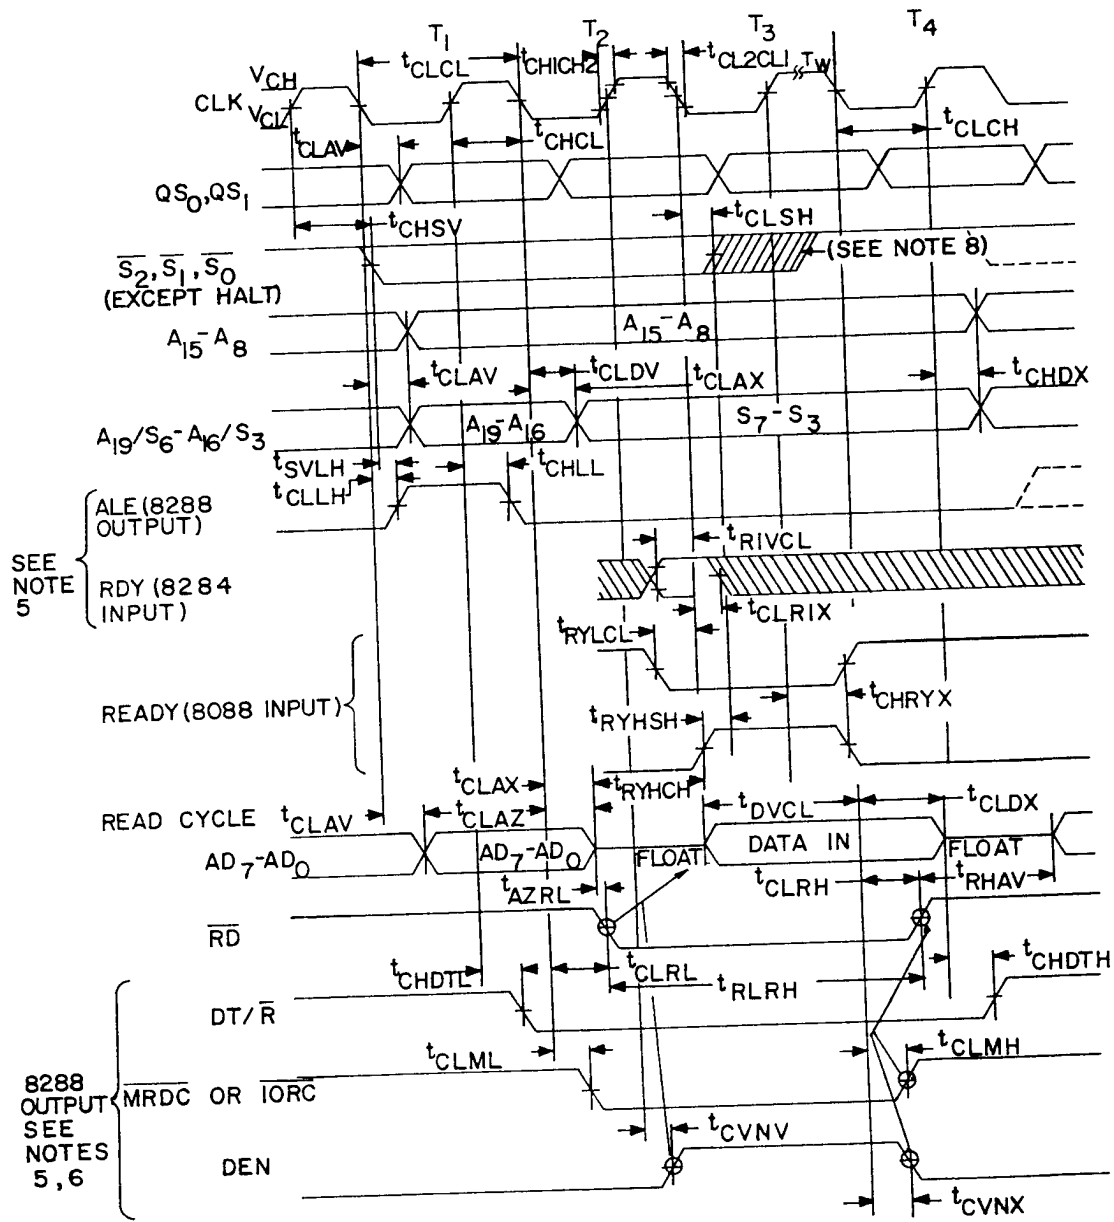 T1 T2 T3 T4
tCLCL tCHICH2 tCL2CL1 TW
VCH
CLK
VCL
tCLAV tCHCL tCLCH
QS0,QS1
tCHSV tCLSH
S2,S1,S0
(EXCEPT HALT)
(SEE NOTE 8)
A15-A8 A15-A8
tCLAV tCLDV tCLAX tCHDX
A19/S6-A16/S3 A19-A16 S7-S3
tSVLH tCHLL
tCLLH
ALE (8288
OUTPUT)
SEE
NOTE
5
tRIVCL
RDY (8284
INPUT)
tCLRIX
tRYLCL
READY (8088 INPUT)
tCHRYX
tRYHSH
tCLAX tRYHCH
READ CYCLE tCLAV tCLAZ tDVCL tCLDX
AD7-AD0 AD7-AD0 FLOAT DATA IN FLOAT
tAZRL tCLRH tRHAV
RD
tCHDTL tCLRL tRLRH tCHDTH
DT/R
tCLML tCLMH
8288
OUTPUT
SEE
NOTES
5,6
MRDC OR IORC
tCVNV
DEN
tCVNX